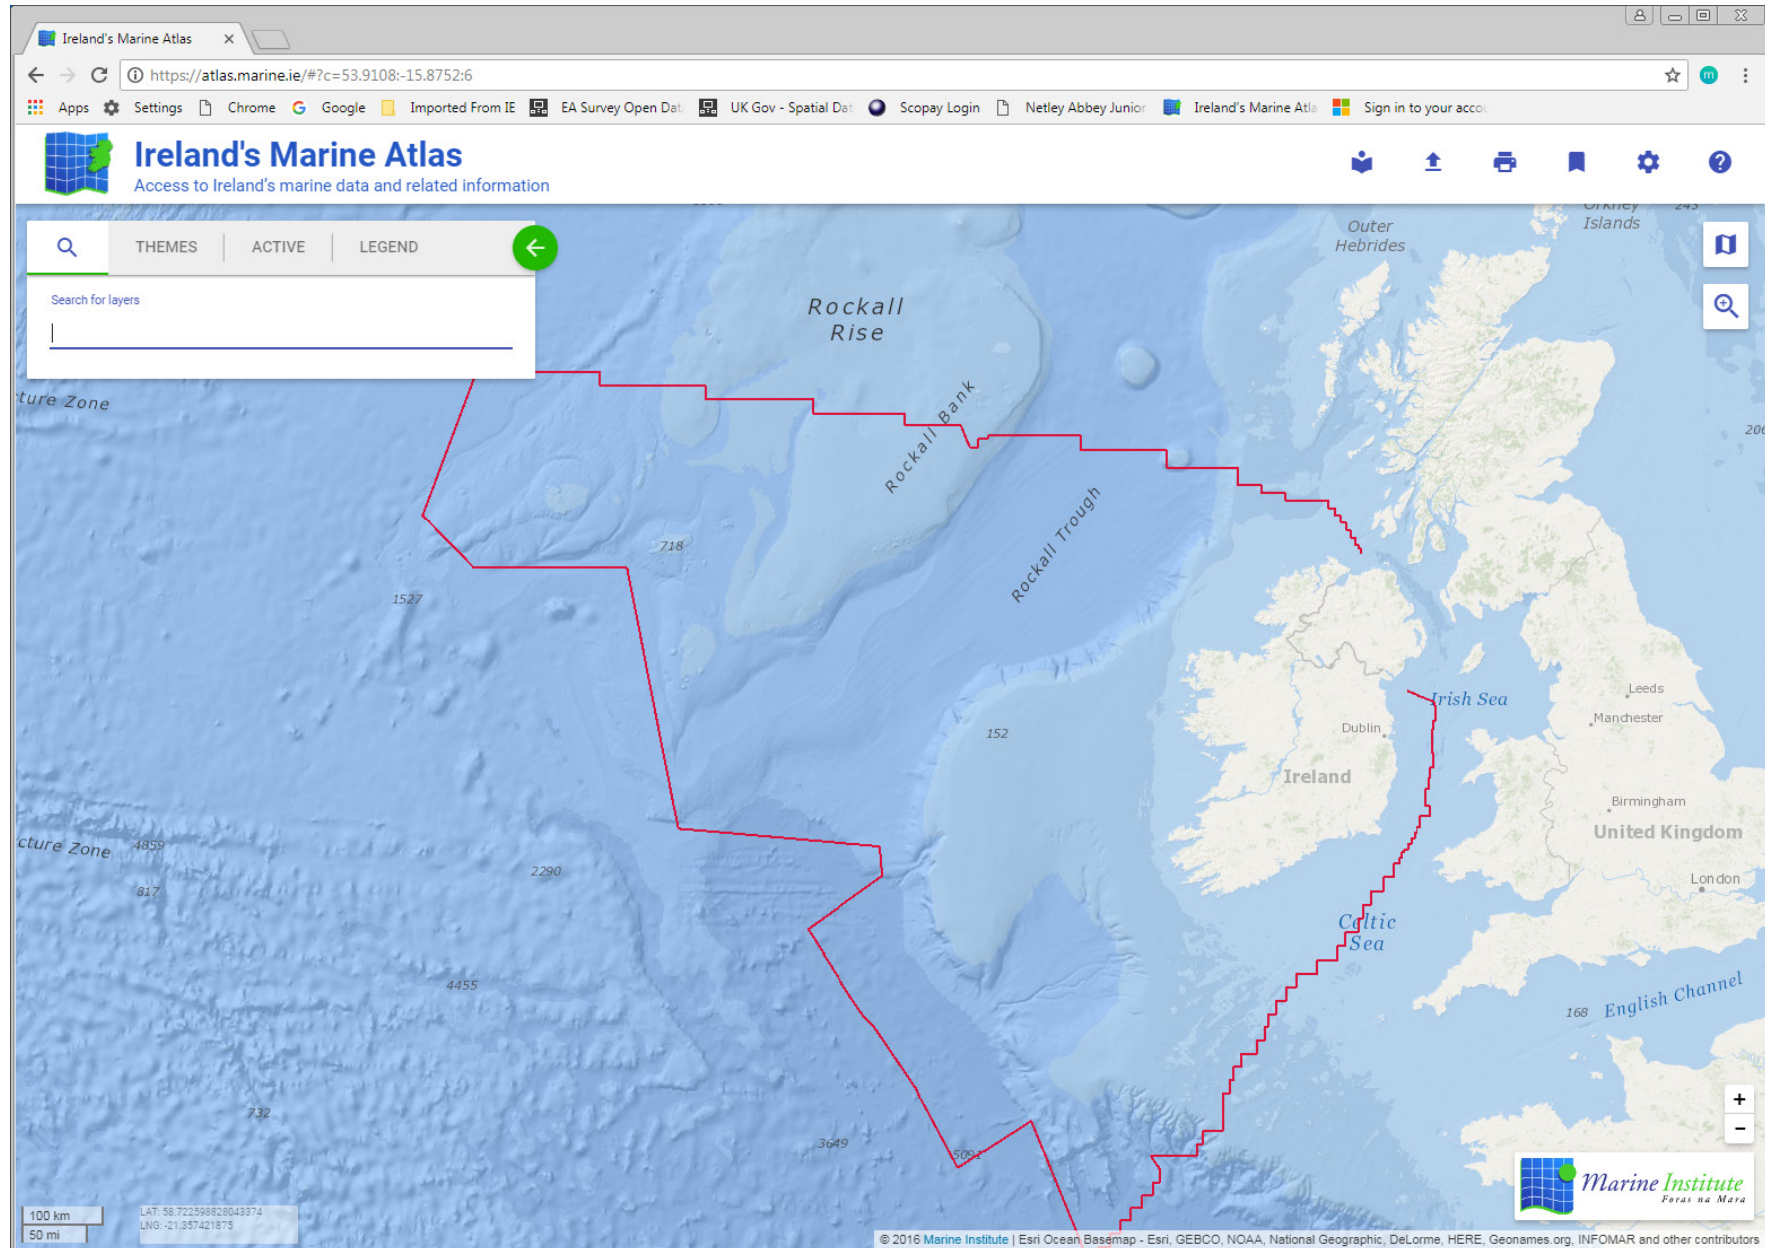 Ireland's Marine Atlas
https://atlas.marine.ie/#?c=53.9108:-15.8752:6
Apps Settings Chrome Google Imported From IE EA Survey Open Dat UK Gov - Spatial Dat Scopay Login Netley Abbey Junior Ireland's Marine Atla Sign in to your accou
Ireland's Marine Atlas
Access to Ireland's marine data and related information
THEMES ACTIVE LEGEND
Search for layers
Orkney
Islands
243
Outer
Hebrides
Rockall
Rise
cture Zone
206
Rockall Bank
Rockall Trough
718
1527
Irish Sea
Leeds
Manchester
Dublin
152
Ireland
Birmingham
United Kingdom
cture Zone
4859
817
2290
London
Celtic
Sea
4455
English Channel
168
732
3649
5091
+
−
Marine Institute
Foras na Mara
100 km
50 mi
LAT: 58.722598828043374
LNG: -21.357421875
© 2016 Marine Institute | Esri Ocean Basemap - Esri, GEBCO, NOAA, National Geographic, DeLorme, HERE, Geonames.org, INFOMAR and other contributors